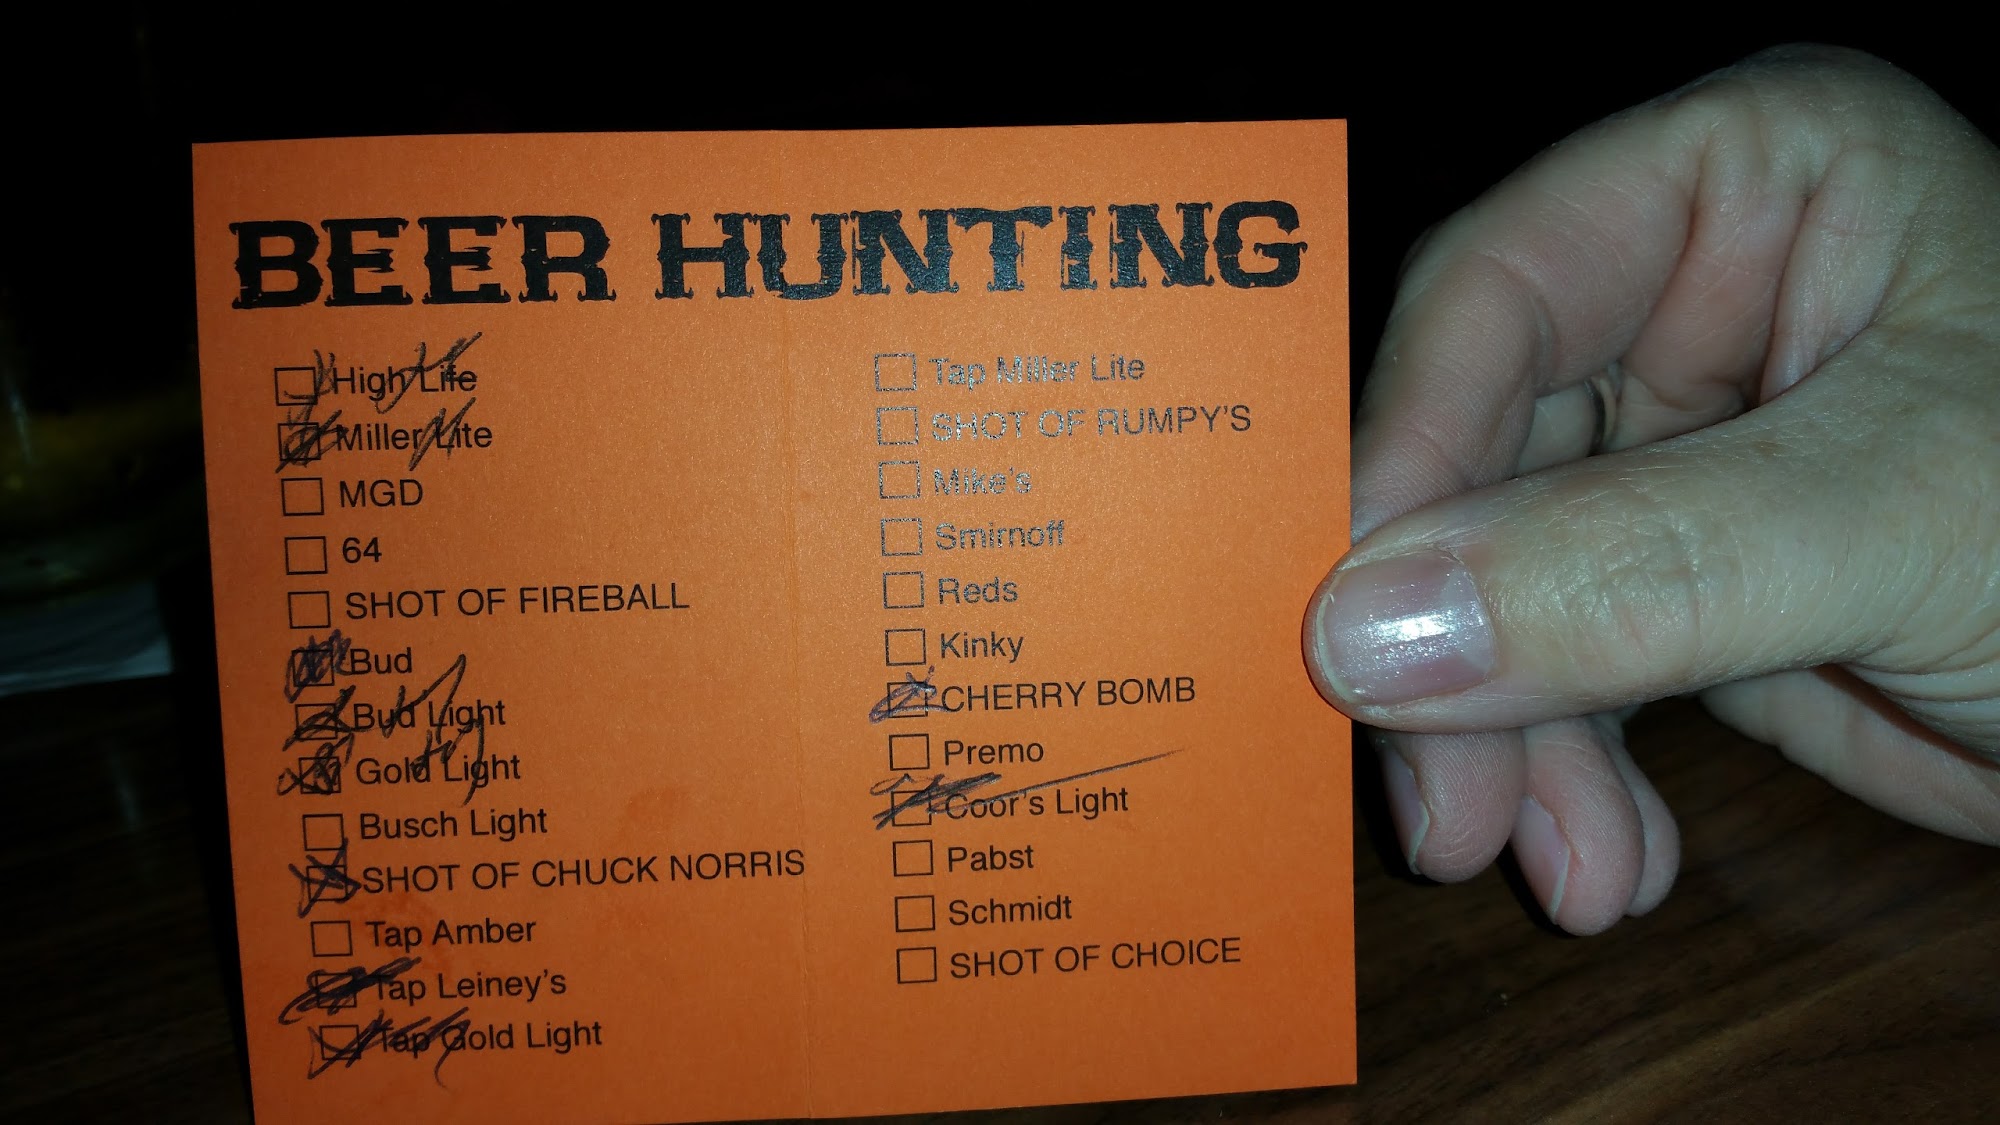 BEER HUNTING
High Life
Miller Lite
MGD
64
SHOT OF FIREBALL
Bud
Bud Light
Gold Light
Busch Light
SHOT OF CHUCK NORRIS
Tap Amber
Tap Leiney's
Tap Gold Light
Tap Miller Lite
SHOT OF RUMPY'S
Mike's
Smirnoff
Reds
Kinky
CHERRY BOMB
Premo
Coor's Light
Pabst
Schmidt
SHOT OF CHOICE